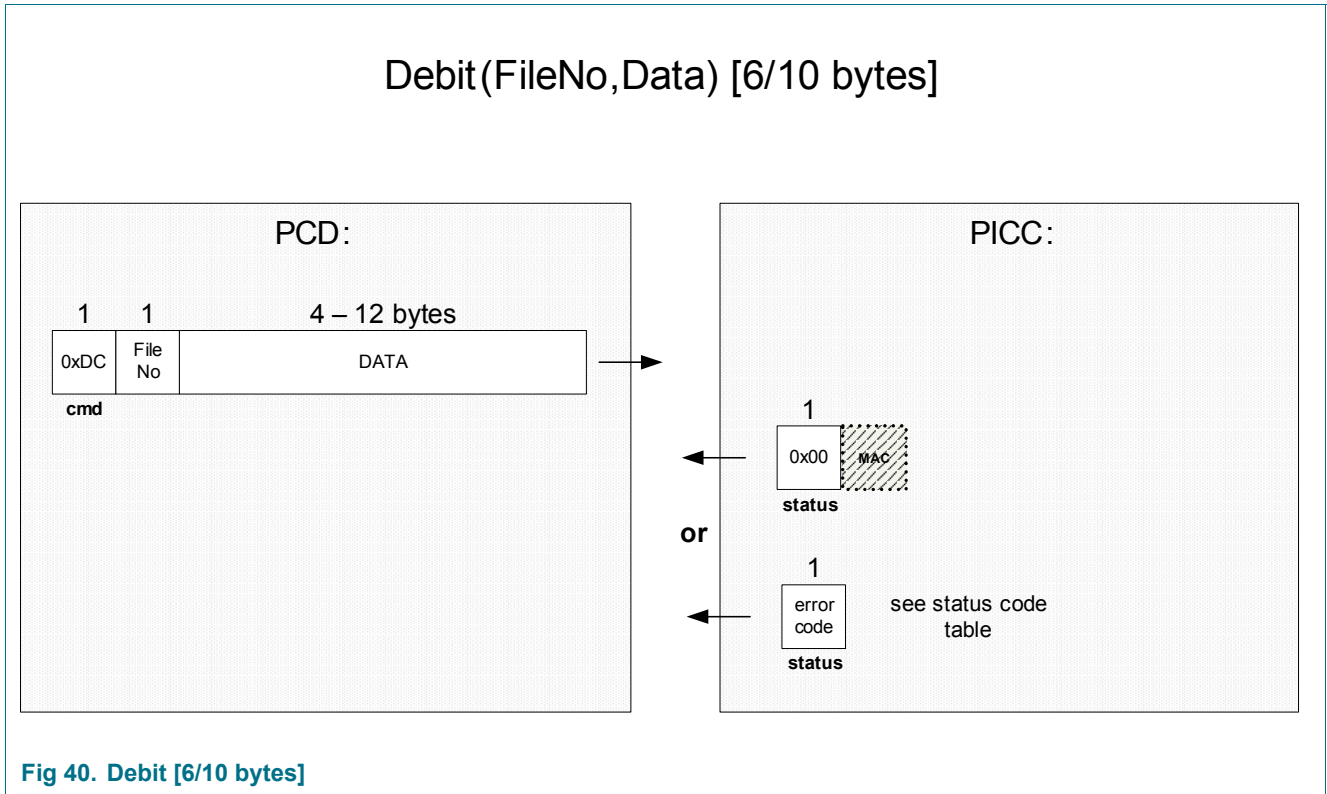 Debit(FileNo,Data) [6/10 bytes]
PCD:
1 1 4 – 12 bytes
0xDC
File
No
DATA
cmd
PICC:
1
0x00
MAC
status
or
1
error
code
status
see status code
table
Fig 40. Debit [6/10 bytes]